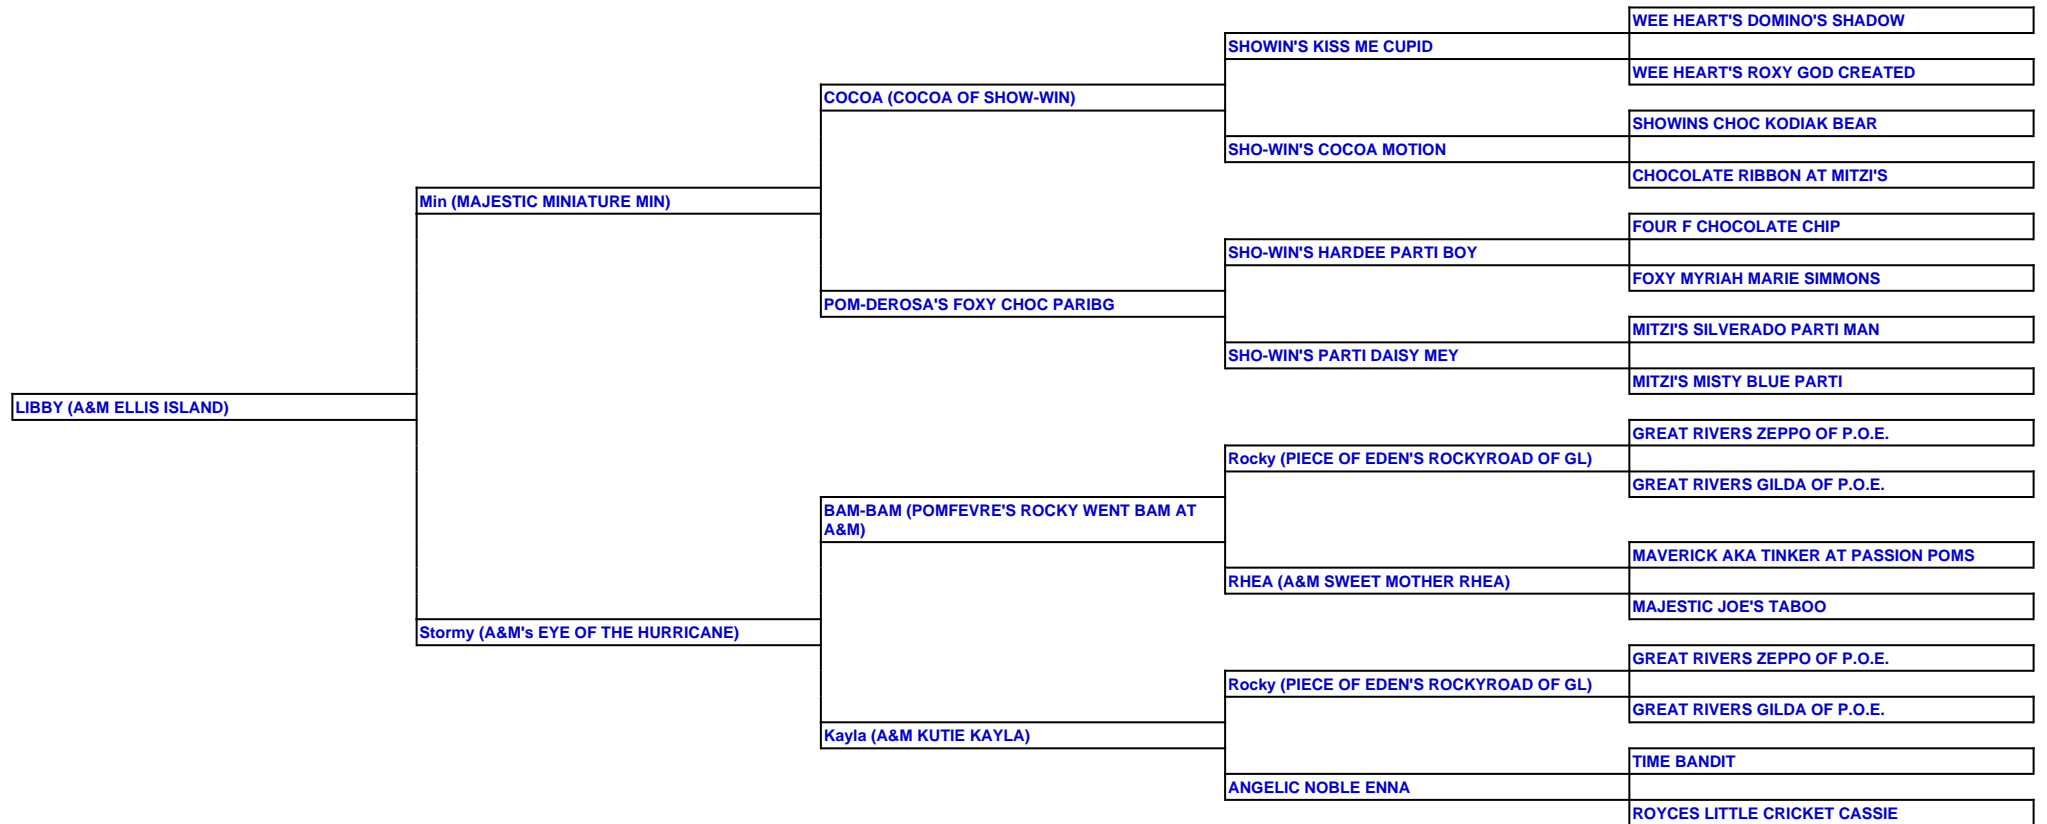 WEE HEART'S DOMINO'S SHADOW
SHOWIN'S KISS ME CUPID
WEE HEART'S ROXY GOD CREATED
COCOA (COCOA OF SHOW-WIN)
SHOWINS CHOC KODIAK BEAR
SHO-WIN'S COCOA MOTION
CHOCOLATE RIBBON AT MITZI'S
Min (MAJESTIC MINIATURE MIN)
FOUR F CHOCOLATE CHIP
SHO-WIN'S HARDEE PARTI BOY
FOXY MYRIAH MARIE SIMMONS
POM-DEROSA'S FOXY CHOC PARIBG
MITZI'S SILVERADO PARTI MAN
SHO-WIN'S PARTI DAISY MEY
MITZI'S MISTY BLUE PARTI
LIBBY (A&M ELLIS ISLAND)
GREAT RIVERS ZEPPO OF P.O.E.
Rocky (PIECE OF EDEN'S ROCKYROAD OF GL)
GREAT RIVERS GILDA OF P.O.E.
BAM-BAM (POMFEVRE'S ROCKY WENT BAM AT
A&M)
MAVERICK AKA TINKER AT PASSION POMS
RHEA (A&M SWEET MOTHER RHEA)
MAJESTIC JOE'S TABOO
Stormy (A&M's EYE OF THE HURRICANE)
GREAT RIVERS ZEPPO OF P.O.E.
Rocky (PIECE OF EDEN'S ROCKYROAD OF GL)
GREAT RIVERS GILDA OF P.O.E.
Kayla (A&M KUTIE KAYLA)
TIME BANDIT
ANGELIC NOBLE ENNA
ROYCES LITTLE CRICKET CASSIE